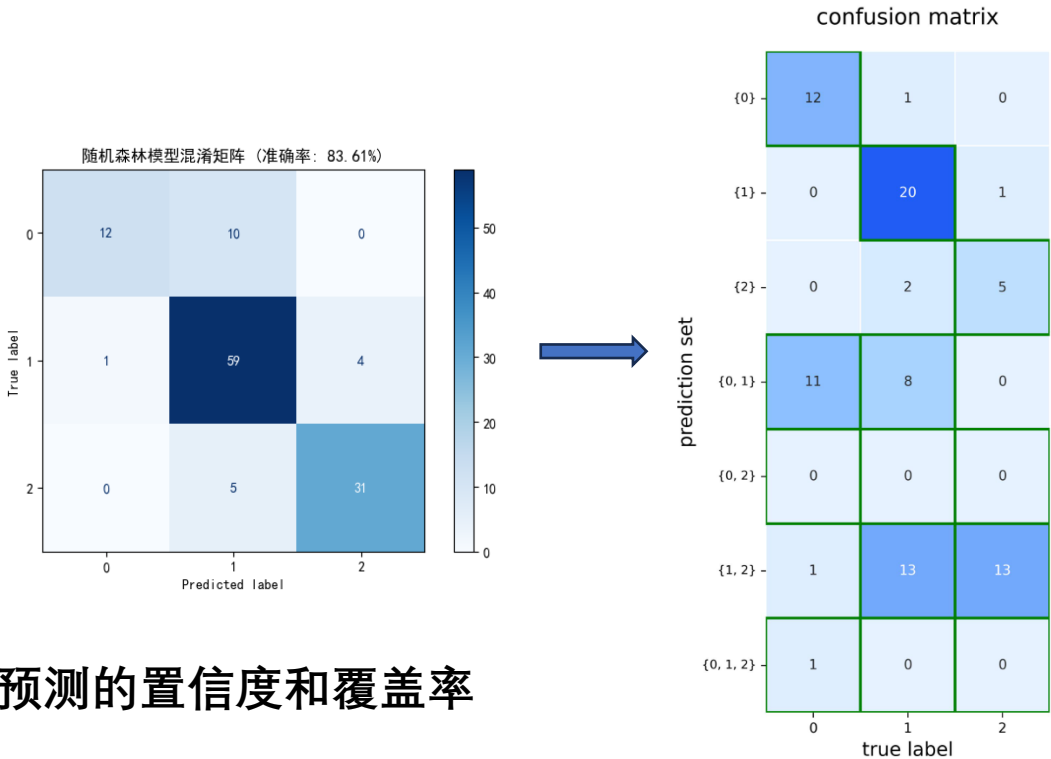 随机森林模型混淆矩阵 (准确率: 83.61%)
True label
0
1
2
12 10 0
1 59 4
0 5 31
0 1 2
Predicted label
50
40
30
20
10
0
预测的置信度和覆盖率
confusion matrix
prediction set
{0} 12 1 0
{1} 0 20 1
{2} 0 2 5
{0, 1} 11 8 0
{0, 2} 0 0 0
{1, 2} 1 13 13
{0, 1, 2} 1 0 0
0 1 2
true label